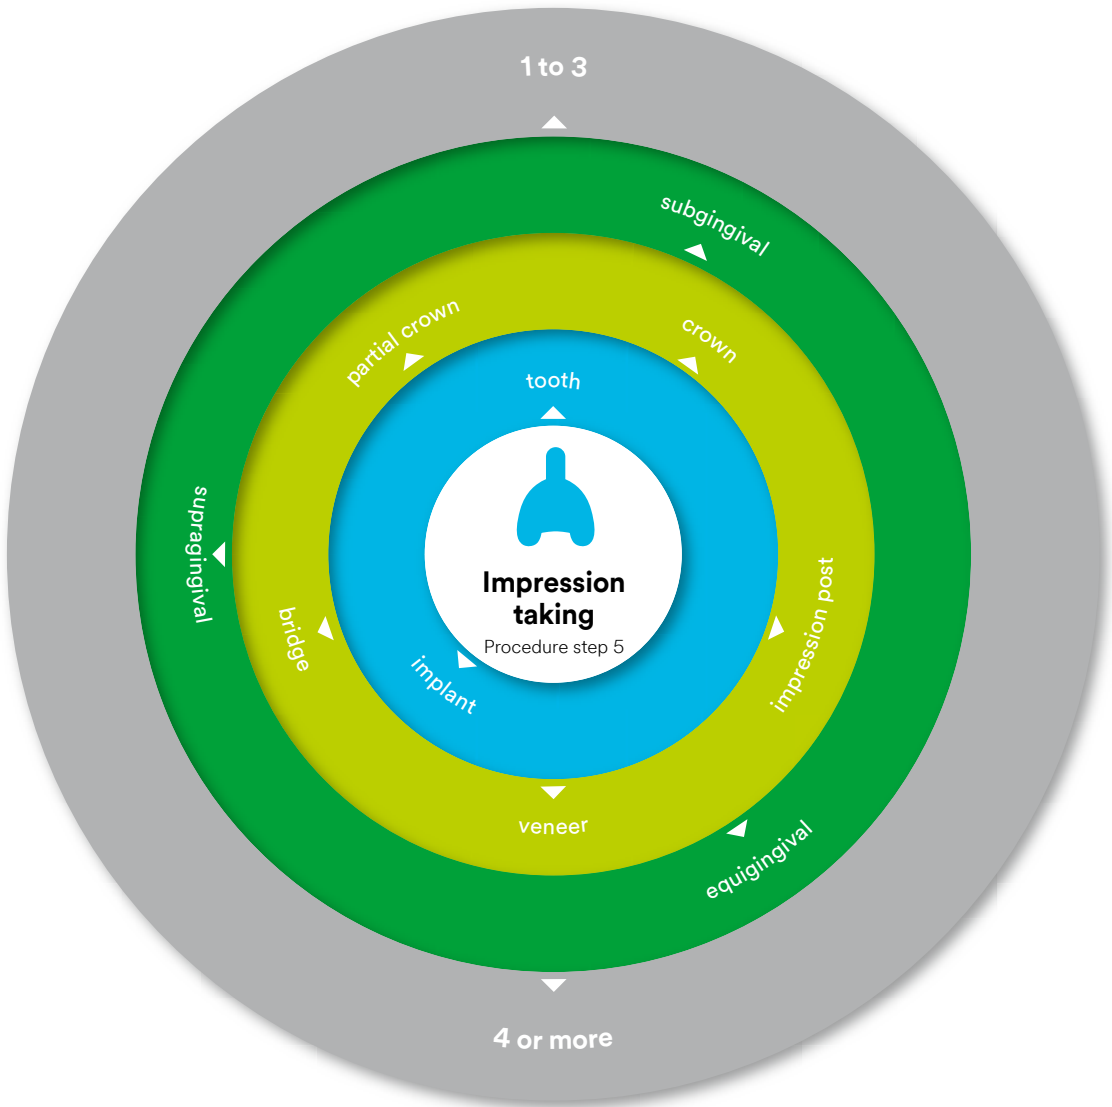 1 to 3
subgingival
partial crown
crown
tooth
supragingival
Impression
taking
Procedure step 5
bridge
implant
impression post
veneer
equigingival
4 or more